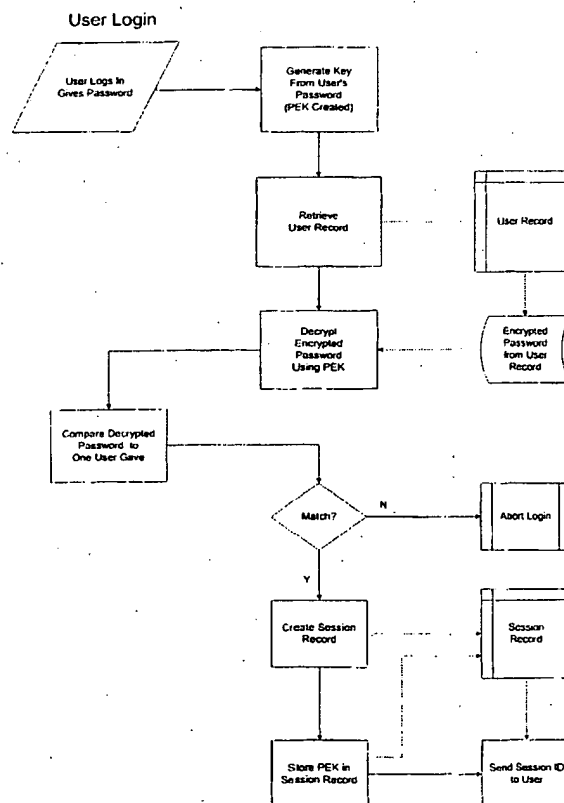 User Login
User Logs In
Gives Password
Generate Key
From User's
Password
(PEK Created)
Retrieve
User Record
User Record
Decrypt
Encrypted
Password
Using PEK
Encrypted
Password
from User
Record
Compare Decrypted
Password to
One User Gave
Match?
N
Abort Login
Y
Create Session
Record
Session
Record
Store PEK in
Session Record
Send Session ID
to User